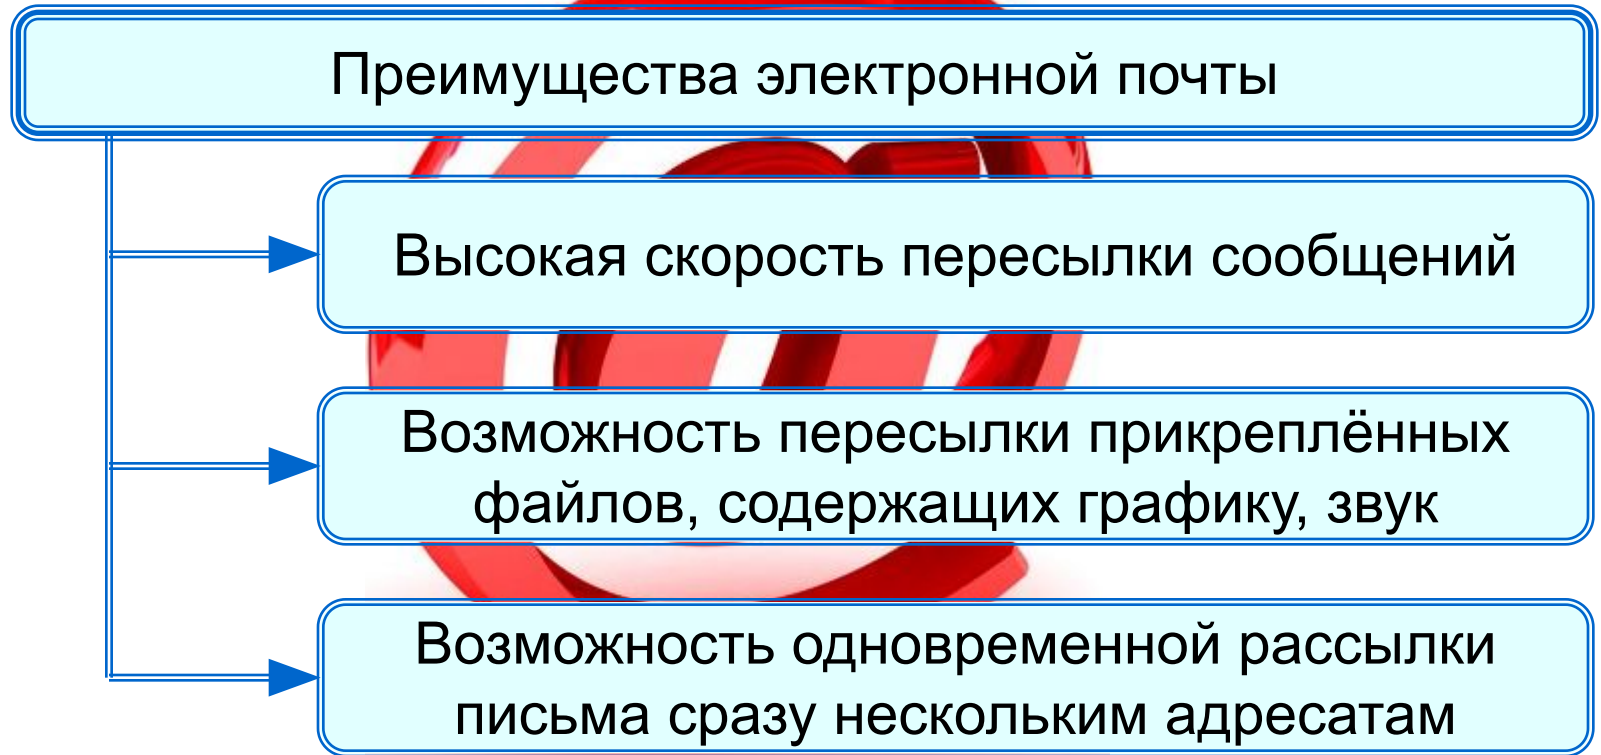 Преимущества электронной почты
Высокая скорость пересылки сообщений
Возможность пересылки прикреплённых
файлов, содержащих графику, звук
Возможность одновременной рассылки
письма сразу нескольким адресатам